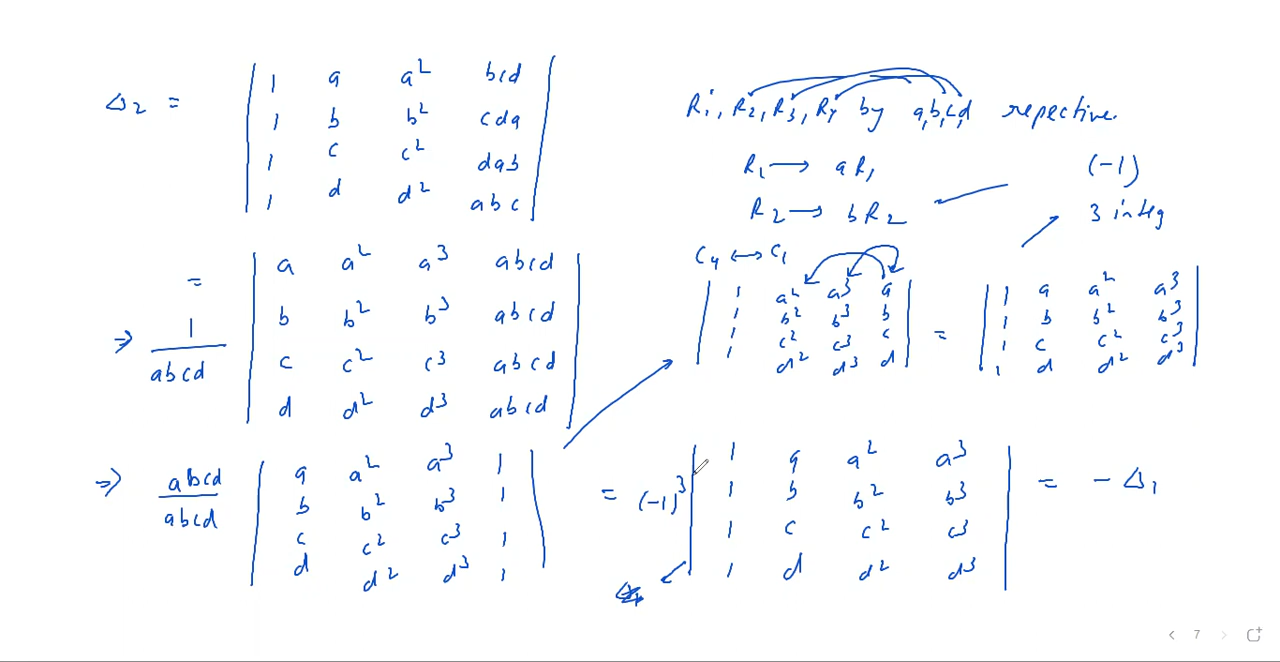 Δ2 =
1 a a² bcd
1 b b² cda
1 c c² dab
1 d d² abc
R1, R2, R3, R4 by a,b,c,d repective.
R1 → a R1
R2 → b R2
(-1)
3 integ
=
⇒ 1/abcd
a a² a³ abcd
b b² b³ abcd
c c² c³ abcd
d d² d³ abcd
C4 ↔ C1
1 a² a³ a
1 b² b³ b
1 c² c³ c
1 d² d³ d
=
1 a a² a³
1 b b² b³
1 c c² c³
1 d d² d³
⇒ abcd/abcd
a a² a³ 1
b b² b³ 1
c c² c³ 1
d d² d³ 1
= (-1)³
1 a a² a³
1 b b² b³
1 c c² c³
1 d d² d³
= - Δ1
7